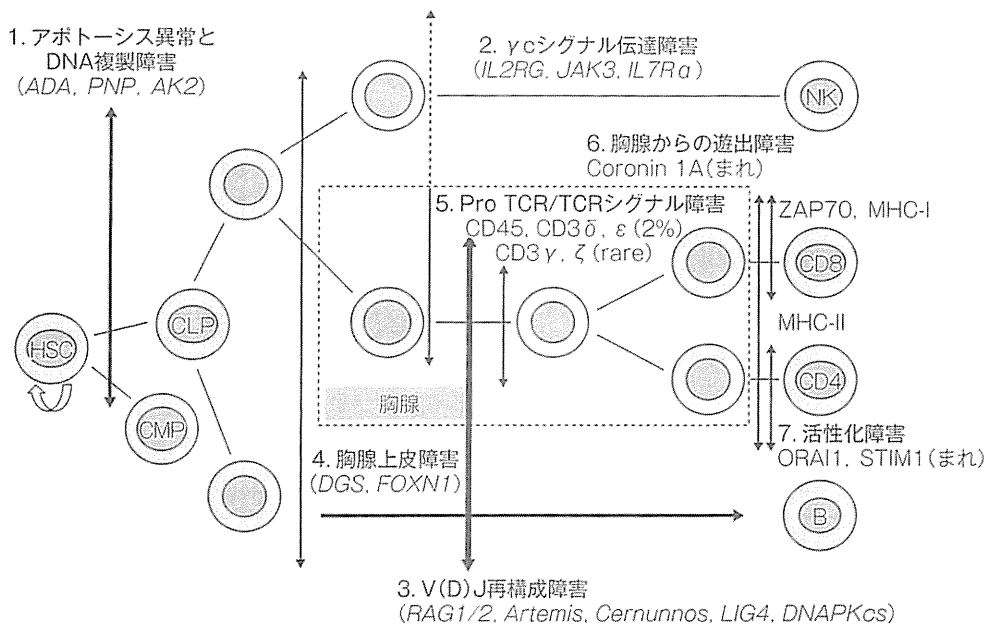 1. アポトーシス異常と
DNA複製障害
(ADA, PNP, AK2)
2. γcシグナル伝達障害
(IL2RG, JAK3, IL7Rα)
NK
6. 胸腺からの遊出障害
Coronin 1A(まれ)
5. Pro TCR/TCRシグナル障害
CD45, CD3δ, ε (2%)
CD3γ, ζ (rare)
ZAP70, MHC-I
CD8
HSC
CLP
MHC-II
CD4
CMP
胸腺
7. 活性化障害
ORAI1, STIM1(まれ)
4. 胸腺上皮障害
(DGS, FOXN1)
B
3. V(D)J再構成障害
(RAG1/2, Artemis, Cernunnos, LIG4, DNAPKcs)